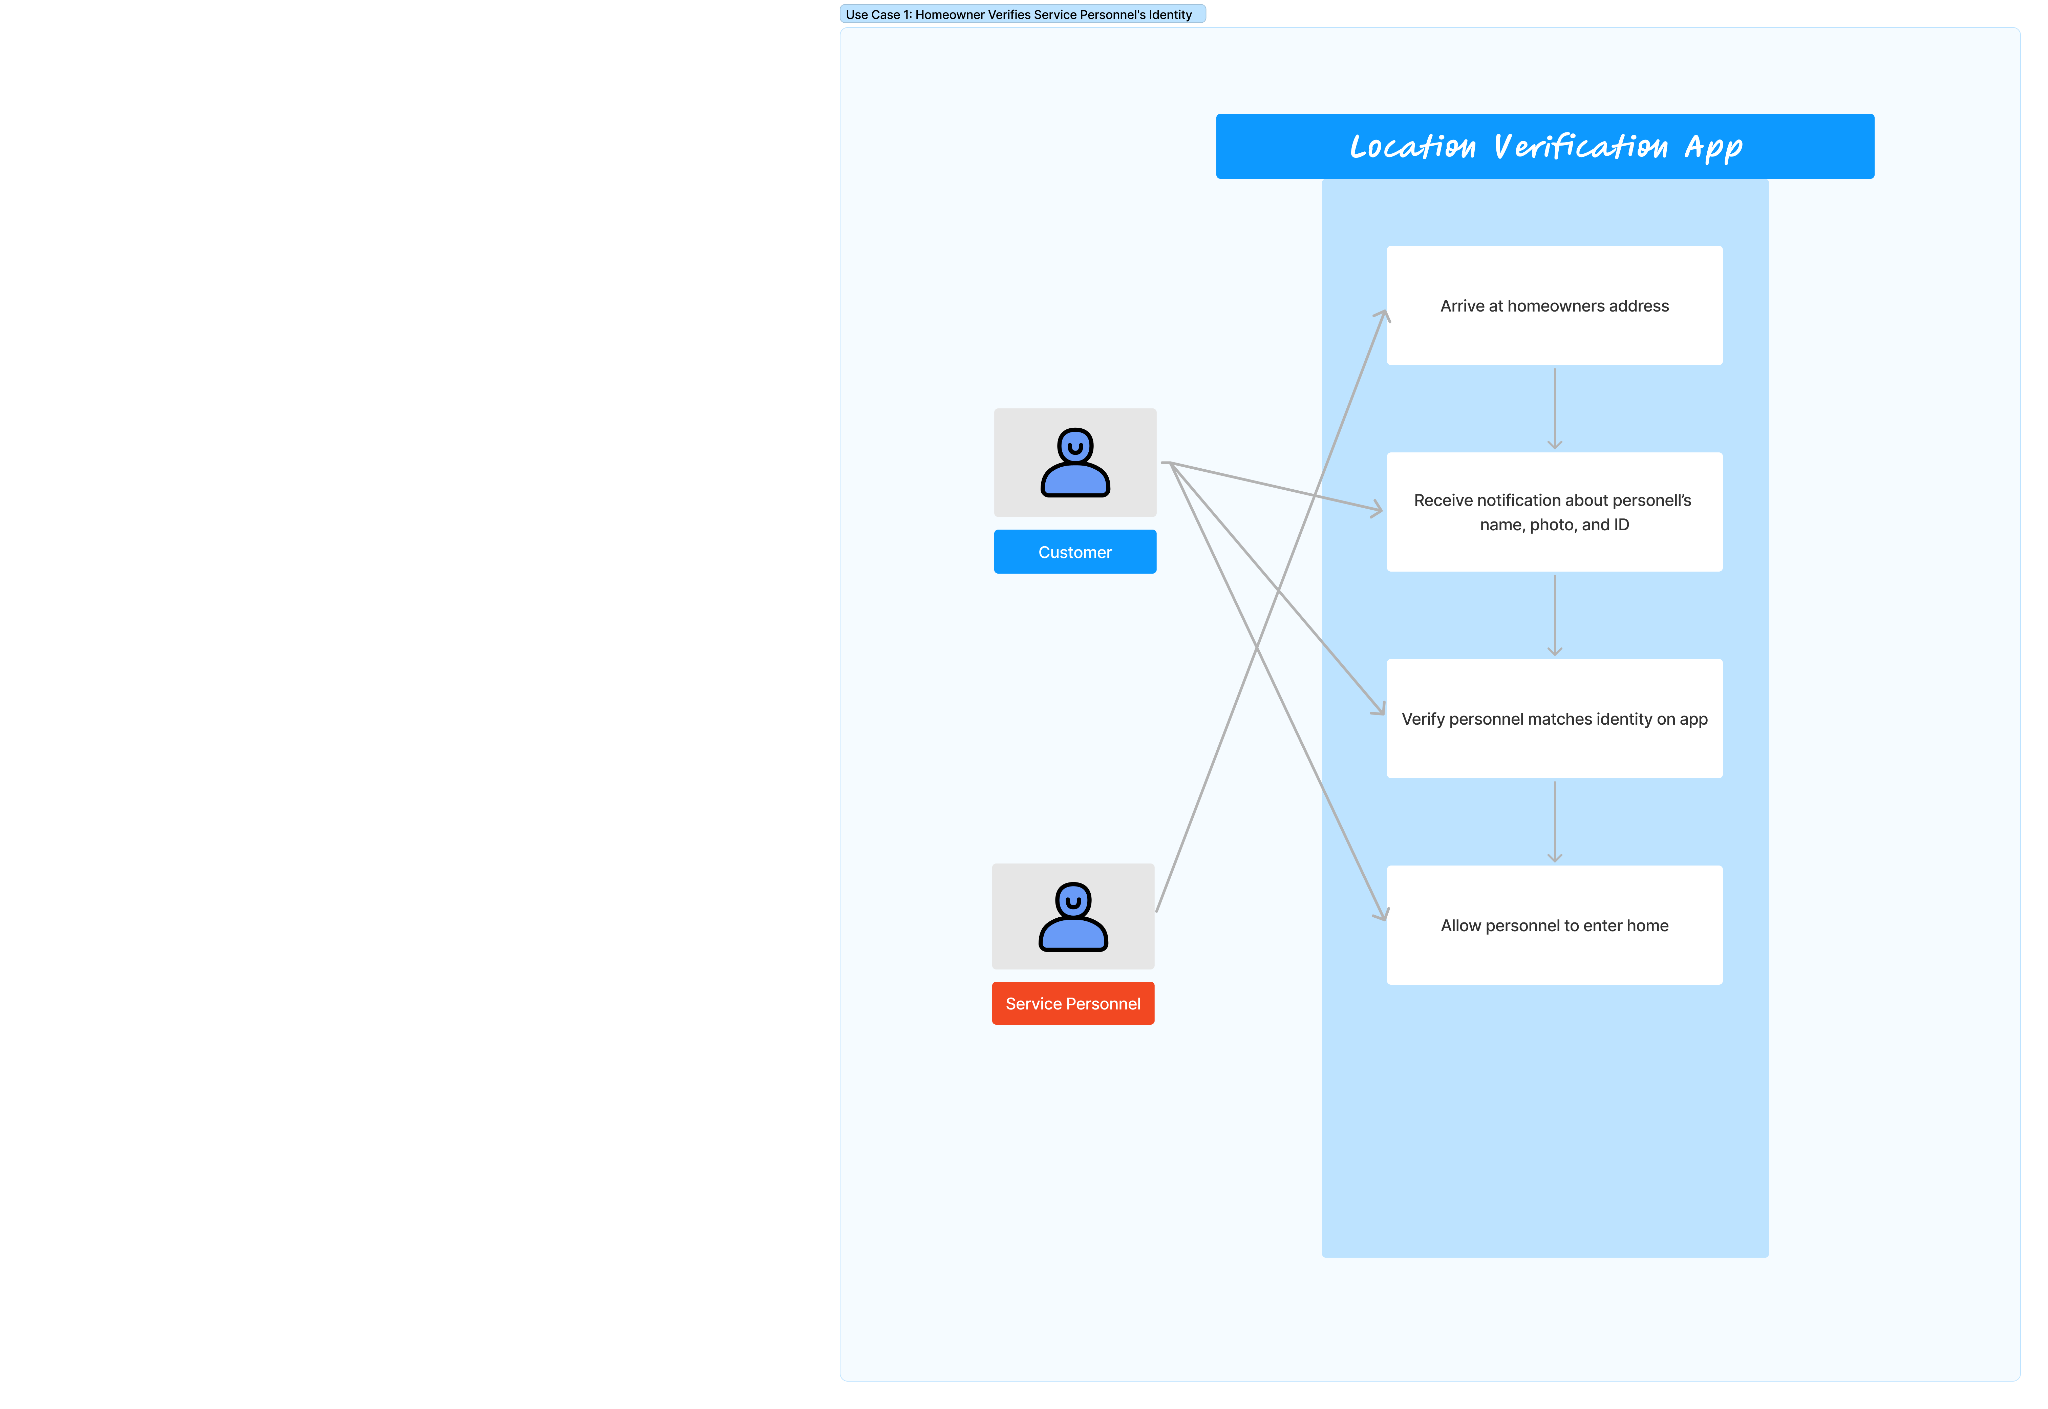 Use Case 1: Homeowner Verifies Service Personnel's Identity
Location Verification App
Arrive at homeowners address
Receive notification about personell's
name, photo, and ID
Customer
Verify personnel matches identity on app
Allow personnel to enter home
Service Personnel